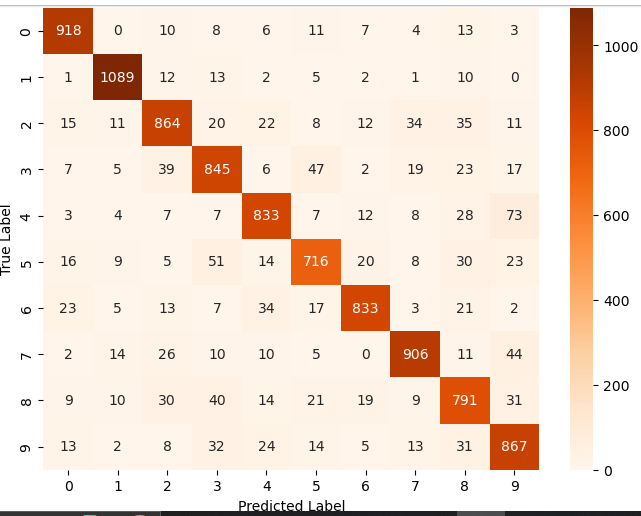 0 918 0 10 8 6 11 7 4 13 3
1 1 1089 12 13 2 5 2 1 10 0
2 15 11 864 20 22 8 12 34 35 11
3 7 5 39 845 6 47 2 19 23 17
4 3 4 7 7 833 7 12 8 28 73
5 16 9 5 51 14 716 20 8 30 23
6 23 5 13 7 34 17 833 3 21 2
7 2 14 26 10 10 5 0 906 11 44
8 9 10 30 40 14 21 19 9 791 31
9 13 2 8 32 24 14 5 13 31 867
0 1 2 3 4 5 6 7 8 9
Predicted Label
True Label
1000
800
600
400
200
0